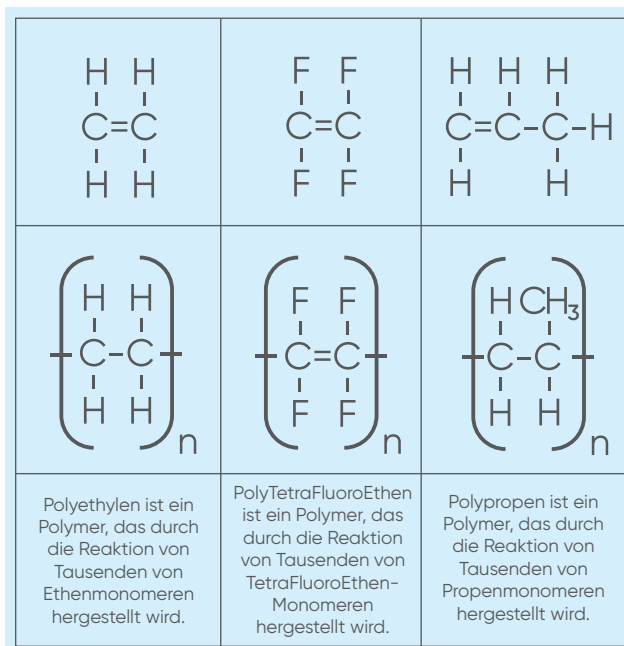 H H
C=C
H H
F F
C=C
F F
H H H
C=C-C-H
H H
H H
C-C
H H
n
F F
C=C
F F
n
H CH₃
C-C
H H
n
Polyethylen ist ein
Polymer, das durch
die Reaktion von
Tausenden von
Ethenmonomeren
hergestellt wird.
PolyTetraFluoroEthen
ist ein Polymer, das
durch die Reaktion
von Tausenden von
TetraFluoroEthen-
Monomeren
hergestellt wird.
Polypropen ist ein
Polymer, das durch
die Reaktion von
Tausenden von
Propenmonomeren
hergestellt wird.